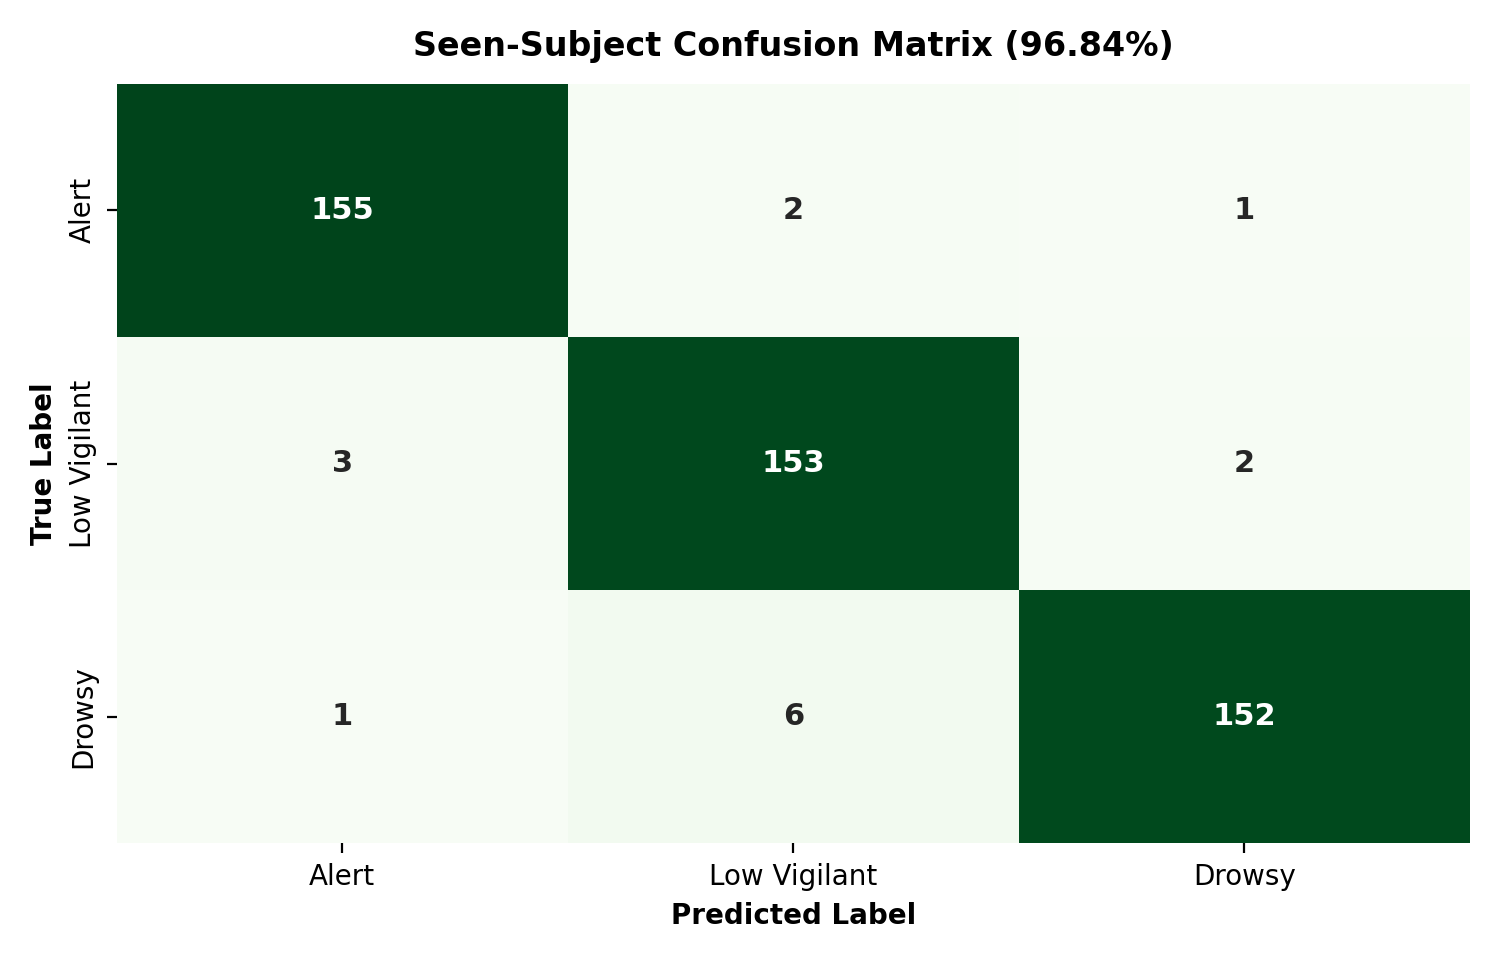 Seen-Subject Confusion Matrix (96.84%)
True Label
Alert
155
2
1
Low Vigilant
3
153
2
Drowsy
1
6
152
Alert
Low Vigilant
Drowsy
Predicted Label